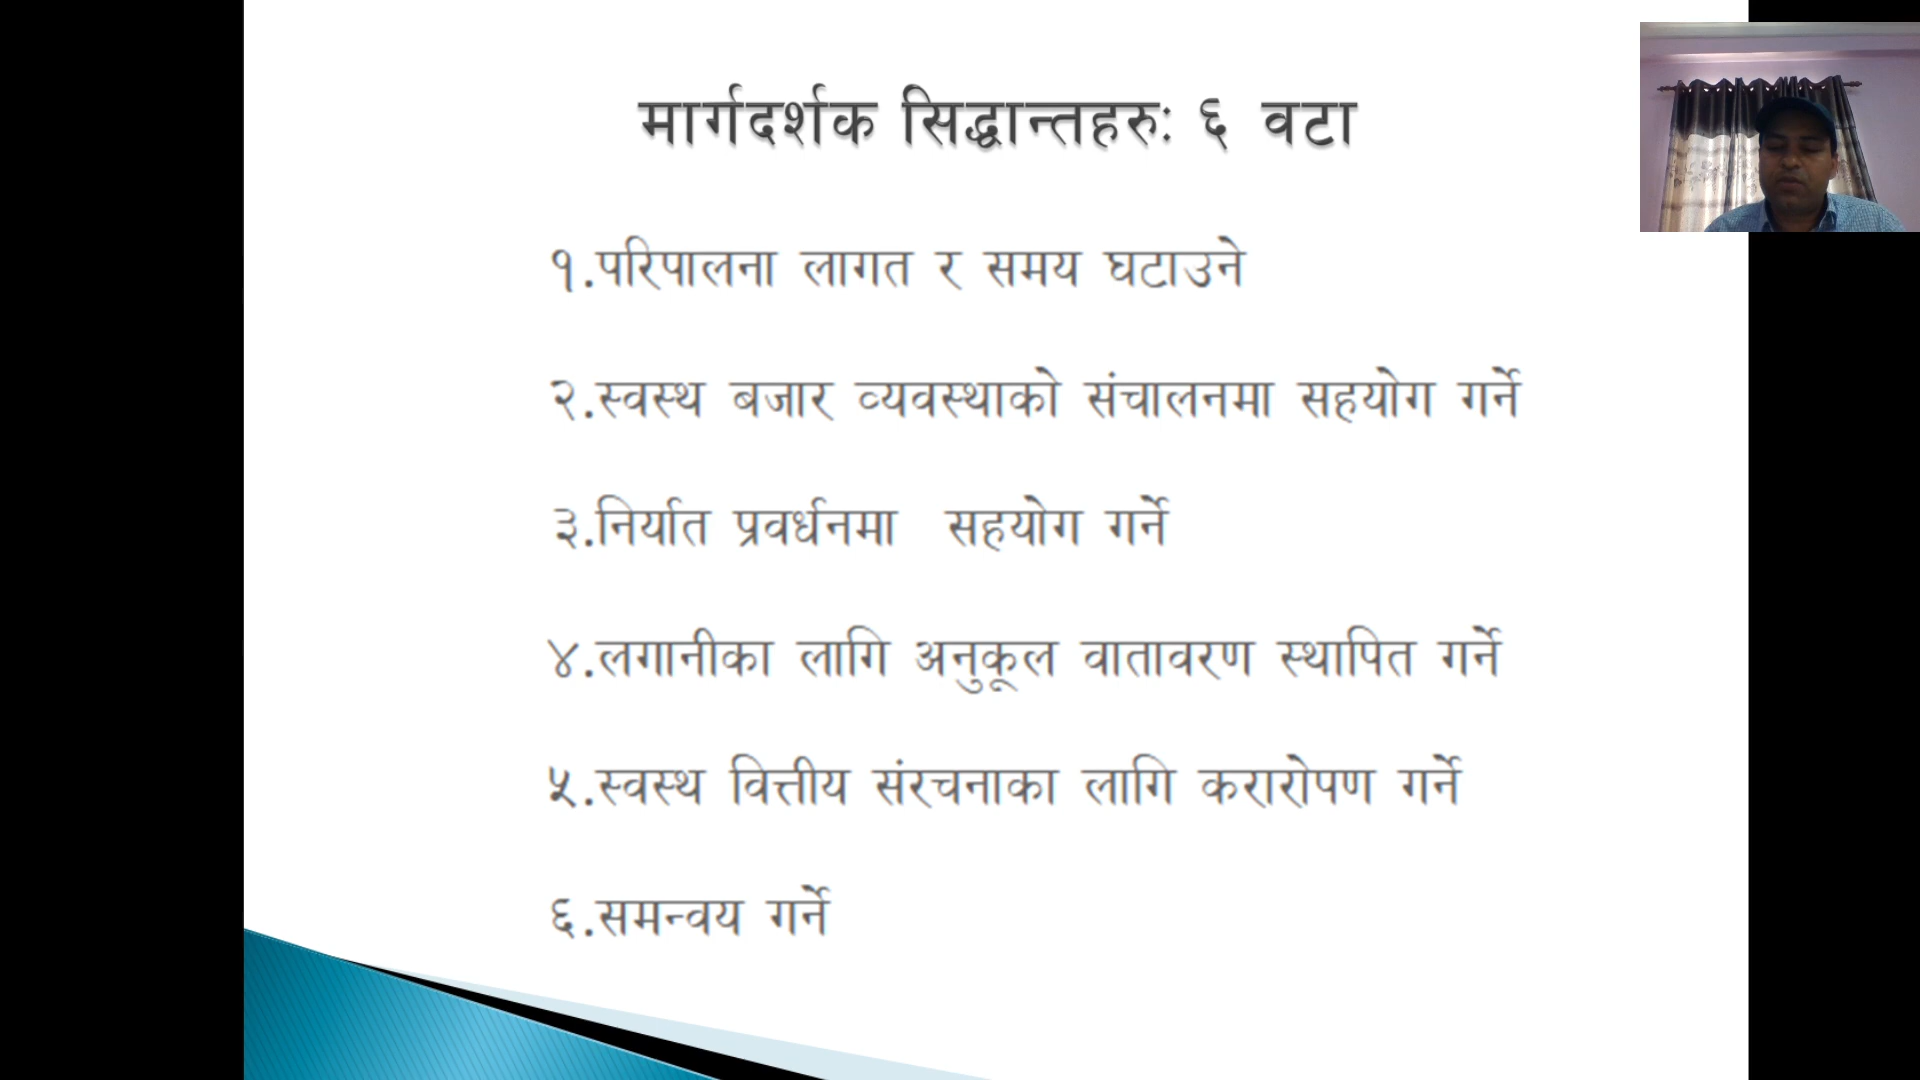 मार्गदर्शक सिद्धान्तहरुः ६ वटा
१.परिपालना लागत र समय घटाउने
२.स्वस्थ बजार व्यवस्थाको संचालनमा सहयोग गर्ने
३.निर्यात प्रवर्धनमा सहयोग गर्ने
४.लगानीका लागि अनुकूल वातावरण स्थापित गर्ने
५.स्वस्थ वित्तीय संरचनाका लागि करारोपण गर्ने
६.समन्वय गर्ने